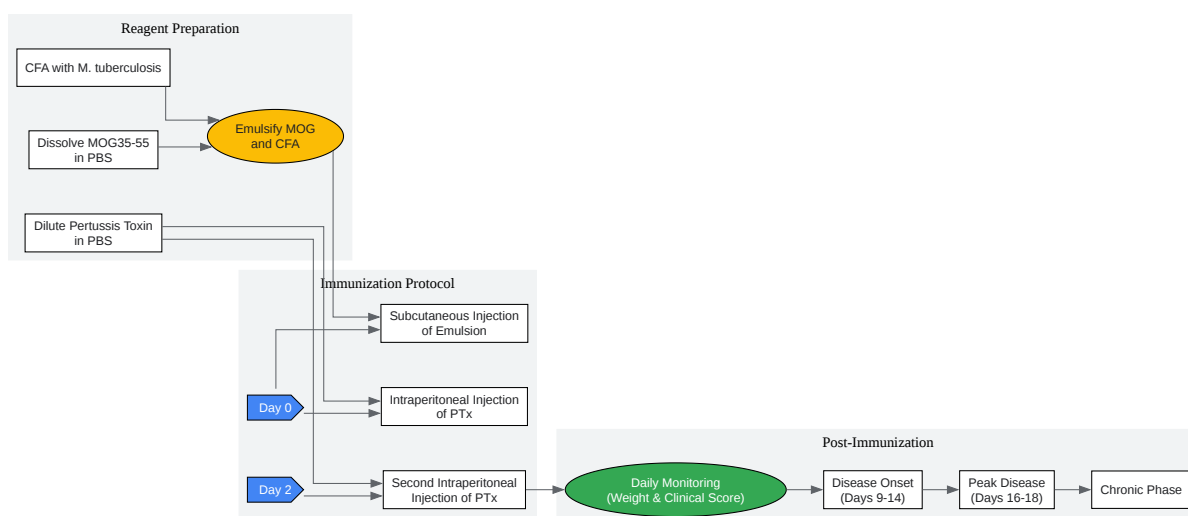 Reagent Preparation
CFA with M. tuberculosis
Emulsify MOG
and CFA
Dissolve MOG35-55
in PBS
Dilute Pertussis Toxin
in PBS
Immunization Protocol
Subcutaneous Injection
of Emulsion
Day 0
Intraperitoneal Injection
of PTx
Day 2
Second Intraperitoneal
Injection of PTx
Post-Immunization
Daily Monitoring
(Weight & Clinical Score)
Disease Onset
(Days 9-14)
Peak Disease
(Days 16-18)
Chronic Phase